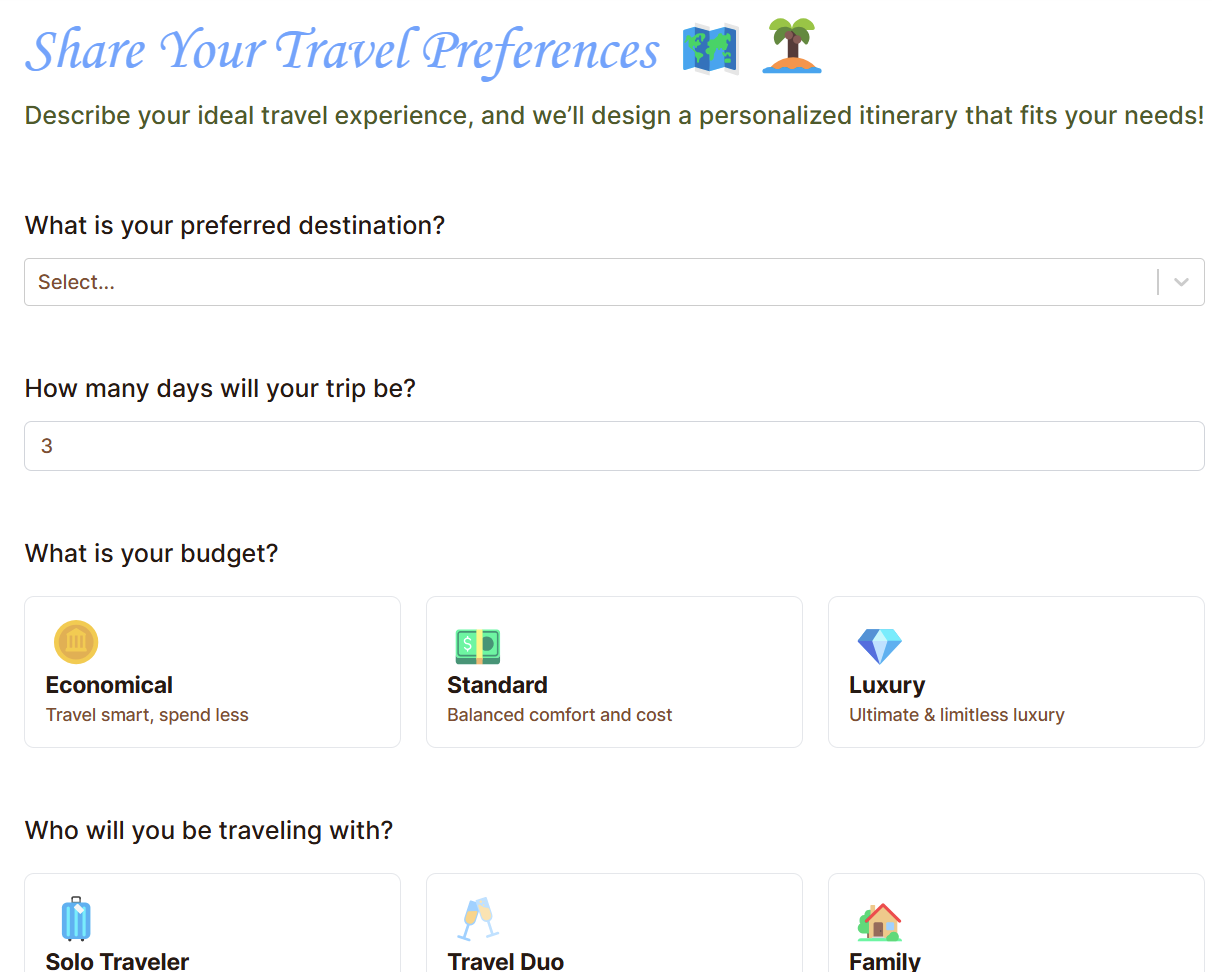 Share Your Travel Preferences
Describe your ideal travel experience, and we’ll design a personalized itinerary that fits your needs!
What is your preferred destination?
Select...
How many days will your trip be?
3
What is your budget?
Economical
Travel smart, spend less
Standard
Balanced comfort and cost
Luxury
Ultimate & limitless luxury
Who will you be traveling with?
Solo Traveler
Travel Duo
Family